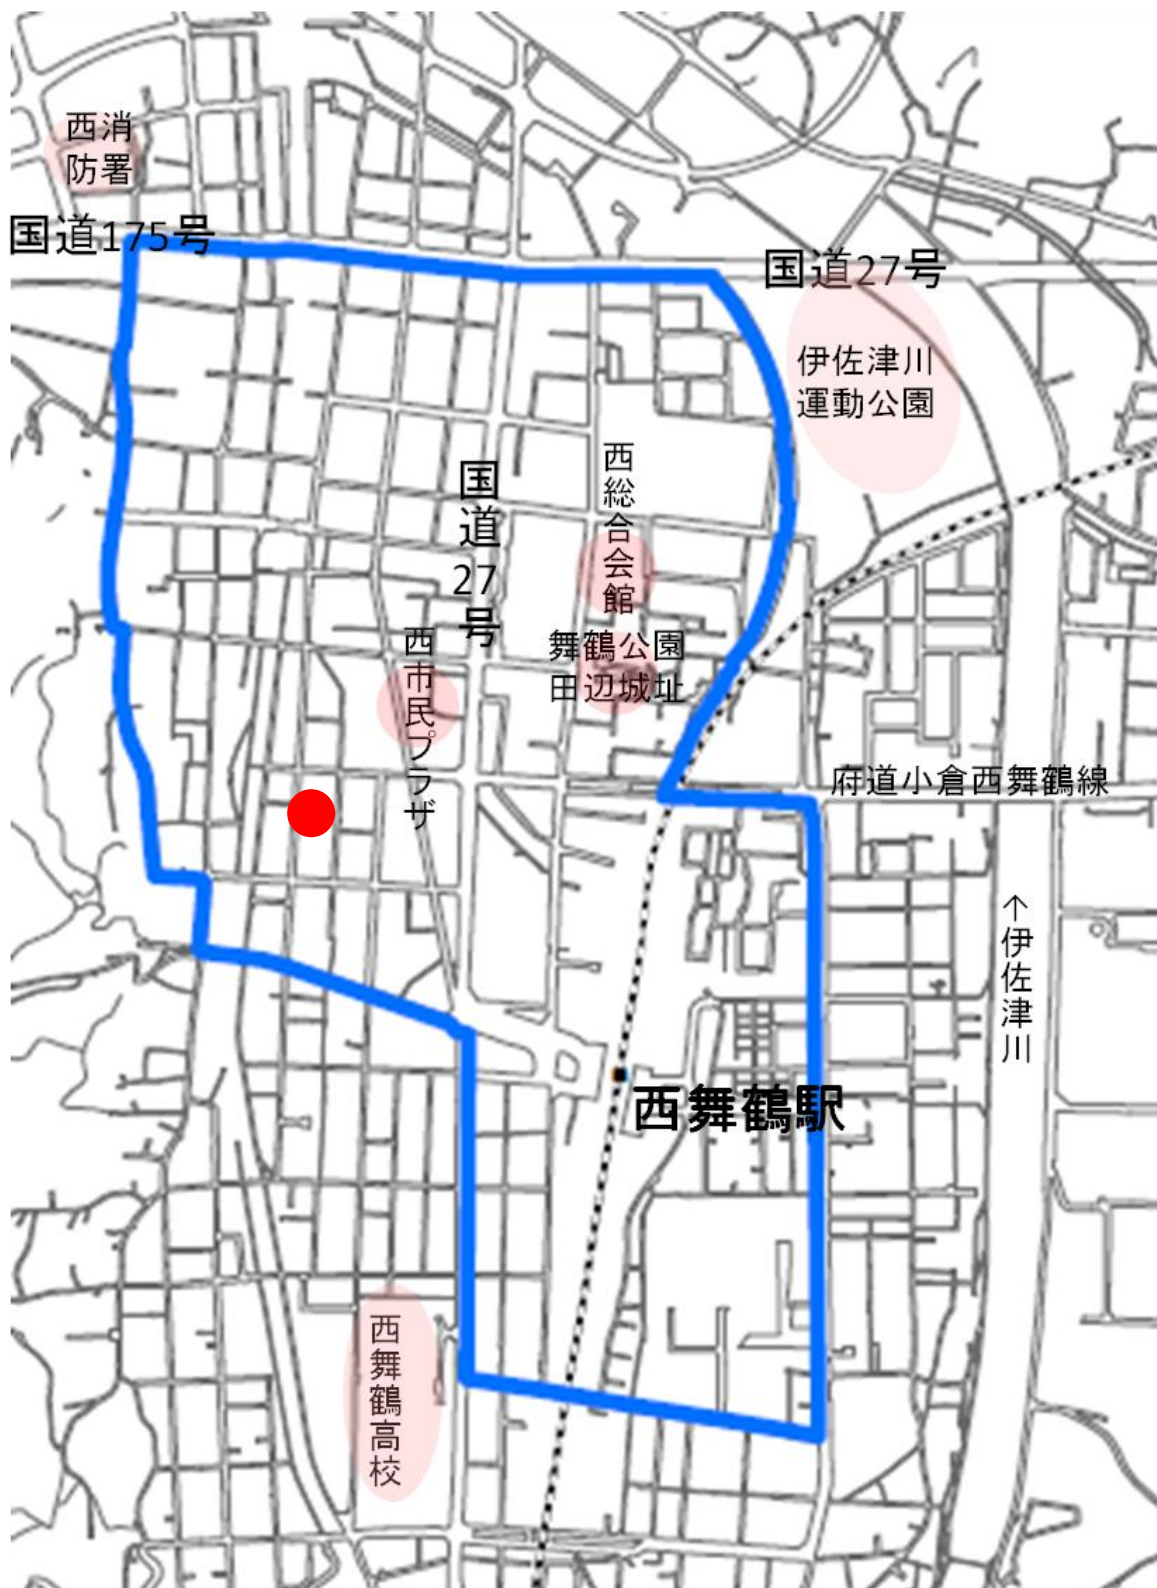 西消
防署
国道175号
国道27号
伊佐津川
運動公園
西総合会館
国道27号
舞鶴公園
田辺城址
西市民プラザ
府道小倉西舞鶴線
↑伊佐津川
西舞鶴駅
西舞鶴高校